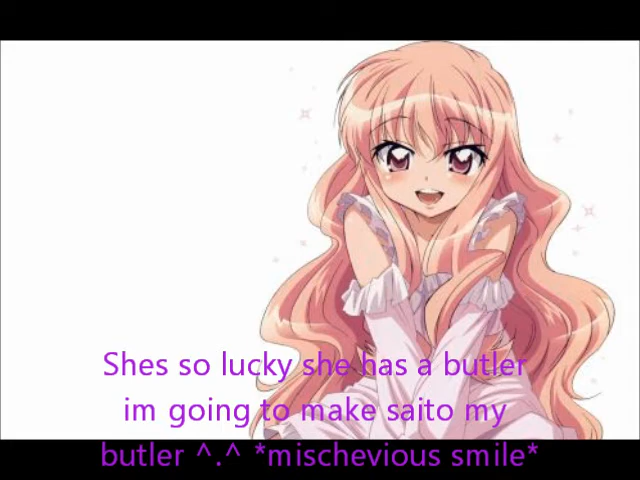 Shes so lucky she has a butler
im going to make saito my
butler ^.^ *mischevious smile*